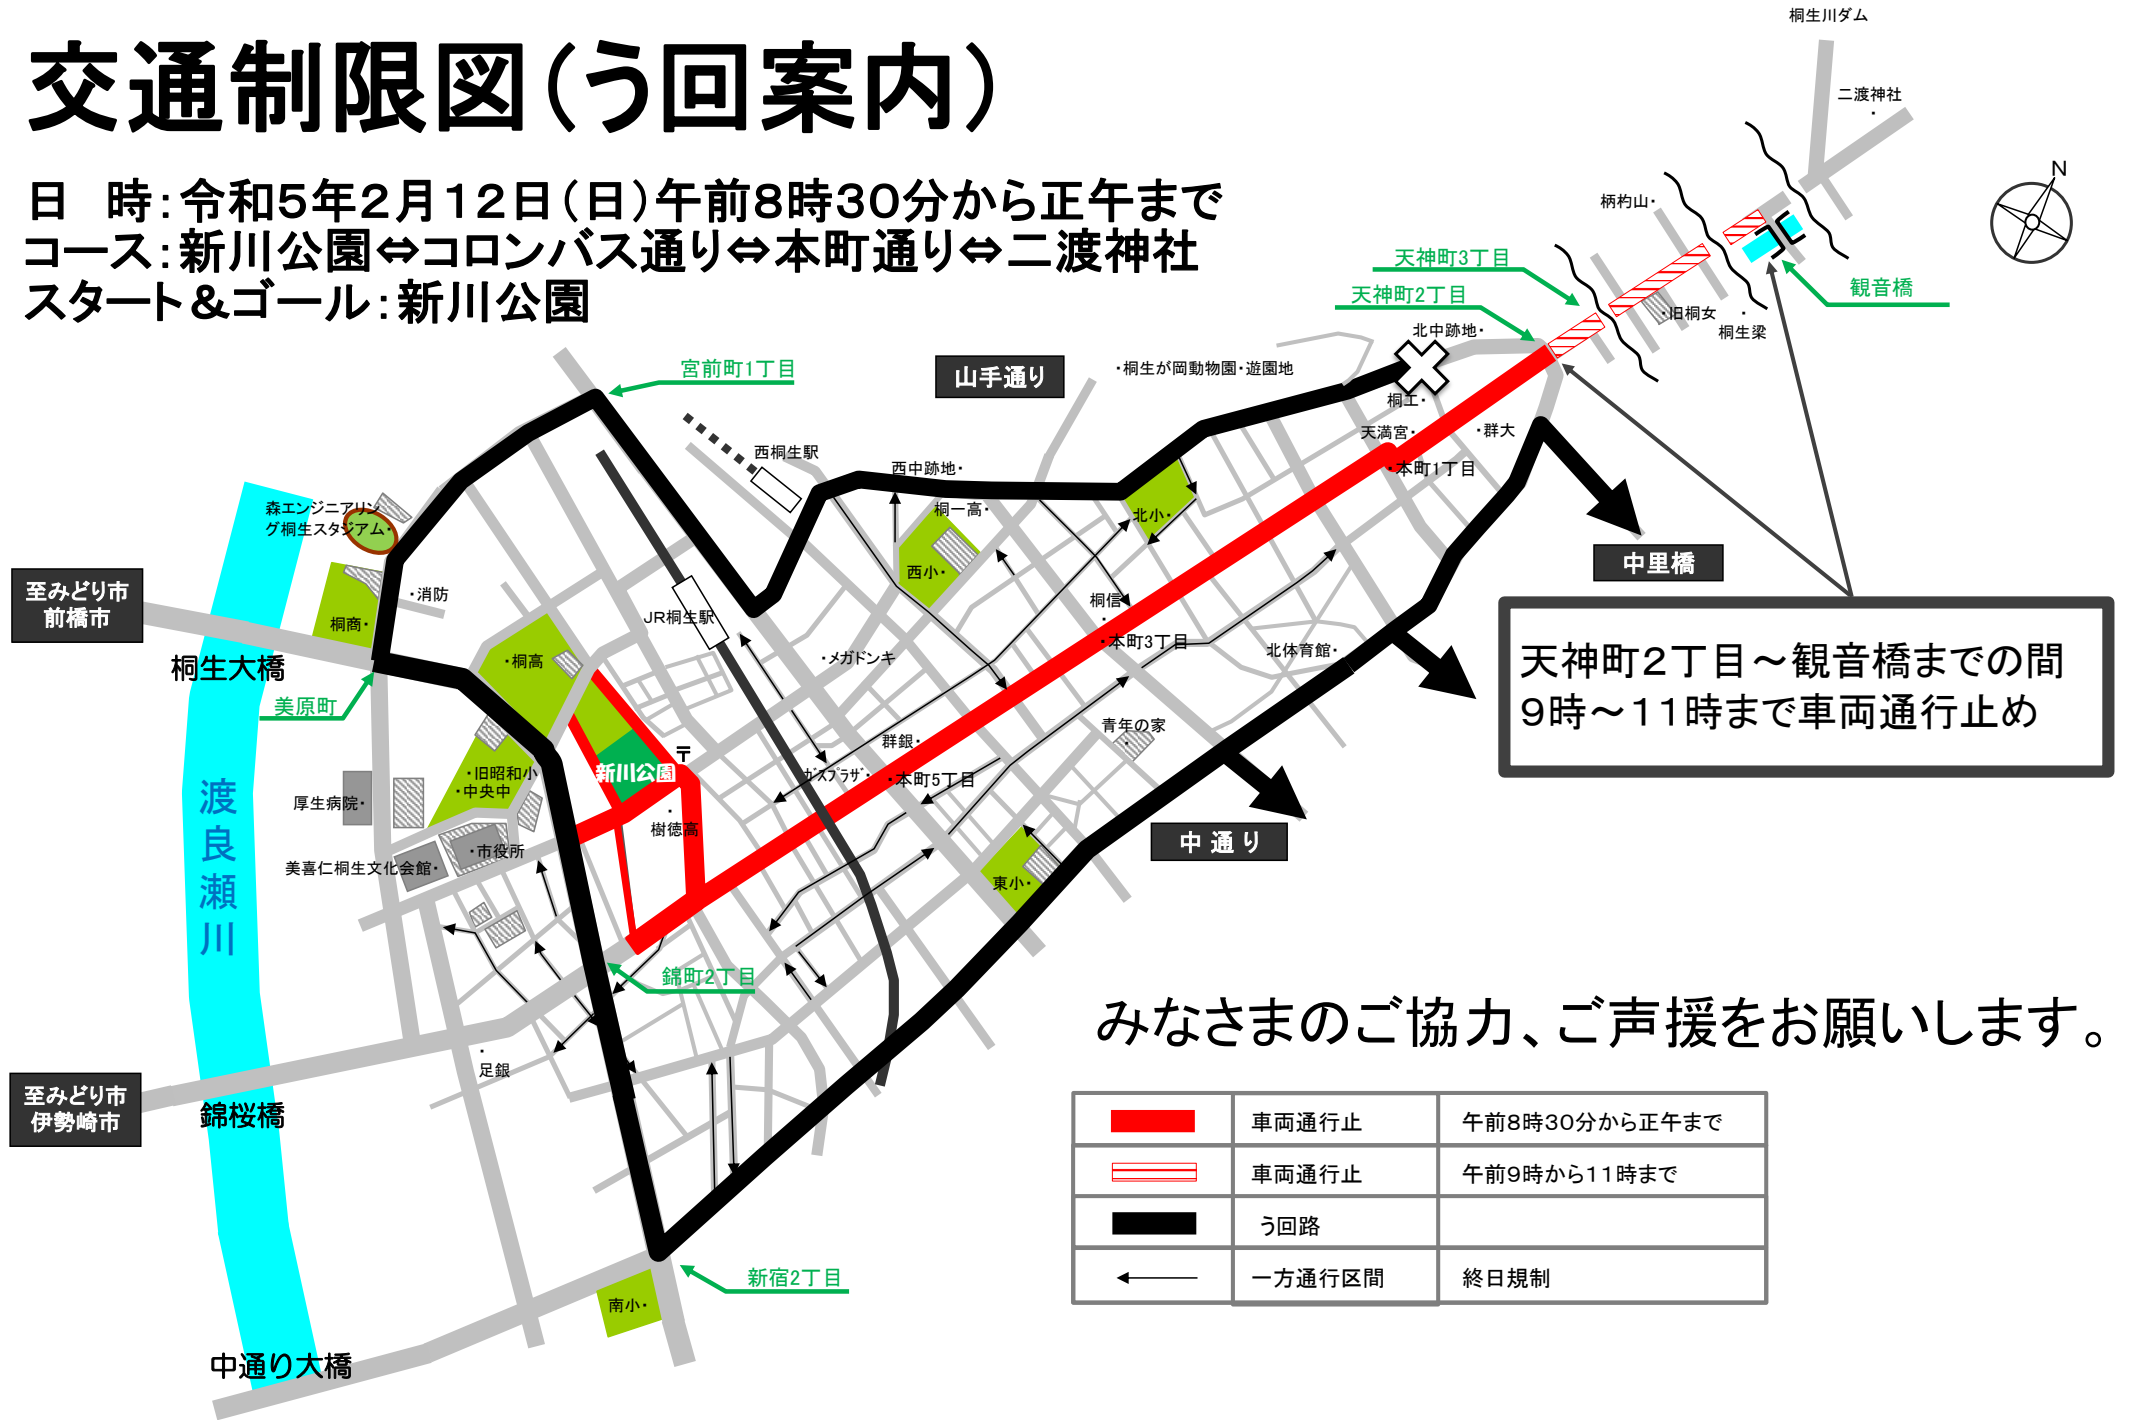 交通制限図(う回案内)
日　時:令和5年2月12日(日)午前8時30分から正午まで
コース:新川公園⇔コロンバス通り⇔本町通り⇔二渡神社
スタート&ゴール:新川公園
桐生川ダム
二渡神社
・
N
柄杓山・
天神町3丁目
天神町2丁目
観音橋
・旧桐女
・
桐生梁
北中跡地・
宮前町1丁目
山手通り
・桐生が岡動物園・遊園地
桐工・
天満宮・
・群大
・本町1丁目
西桐生駅
西中跡地・
桐一高・
北小・
森エンジニアリン
グ桐生スタジアム・
中里橋
西小・
至みどり市
前橋市
・消防
桐商・
JR桐生駅
桐信
・
・本町3丁目
桐生大橋
・桐高
・メガドンキ
北体育館・
天神町2丁目～観音橋までの間
9時～11時まで車両通行止め
美原町
青年の家
・
群銀・
〒
新川公園
ガスプラザ・
・本町5丁目
・旧昭和小
・中央中
厚生病院・
・
樹徳高
中通り
渡良瀬川
・市役所
美喜仁桐生文化会館・
東小・
錦町2丁目
みなさまのご協力、ご声援をお願いします。
・
足銀
至みどり市
伊勢崎市
錦桜橋
車両通行止　午前8時30分から正午まで
車両通行止　午前9時から11時まで
う回路
一方通行区間　終日規制
新宿2丁目
南小・
中通り大橋